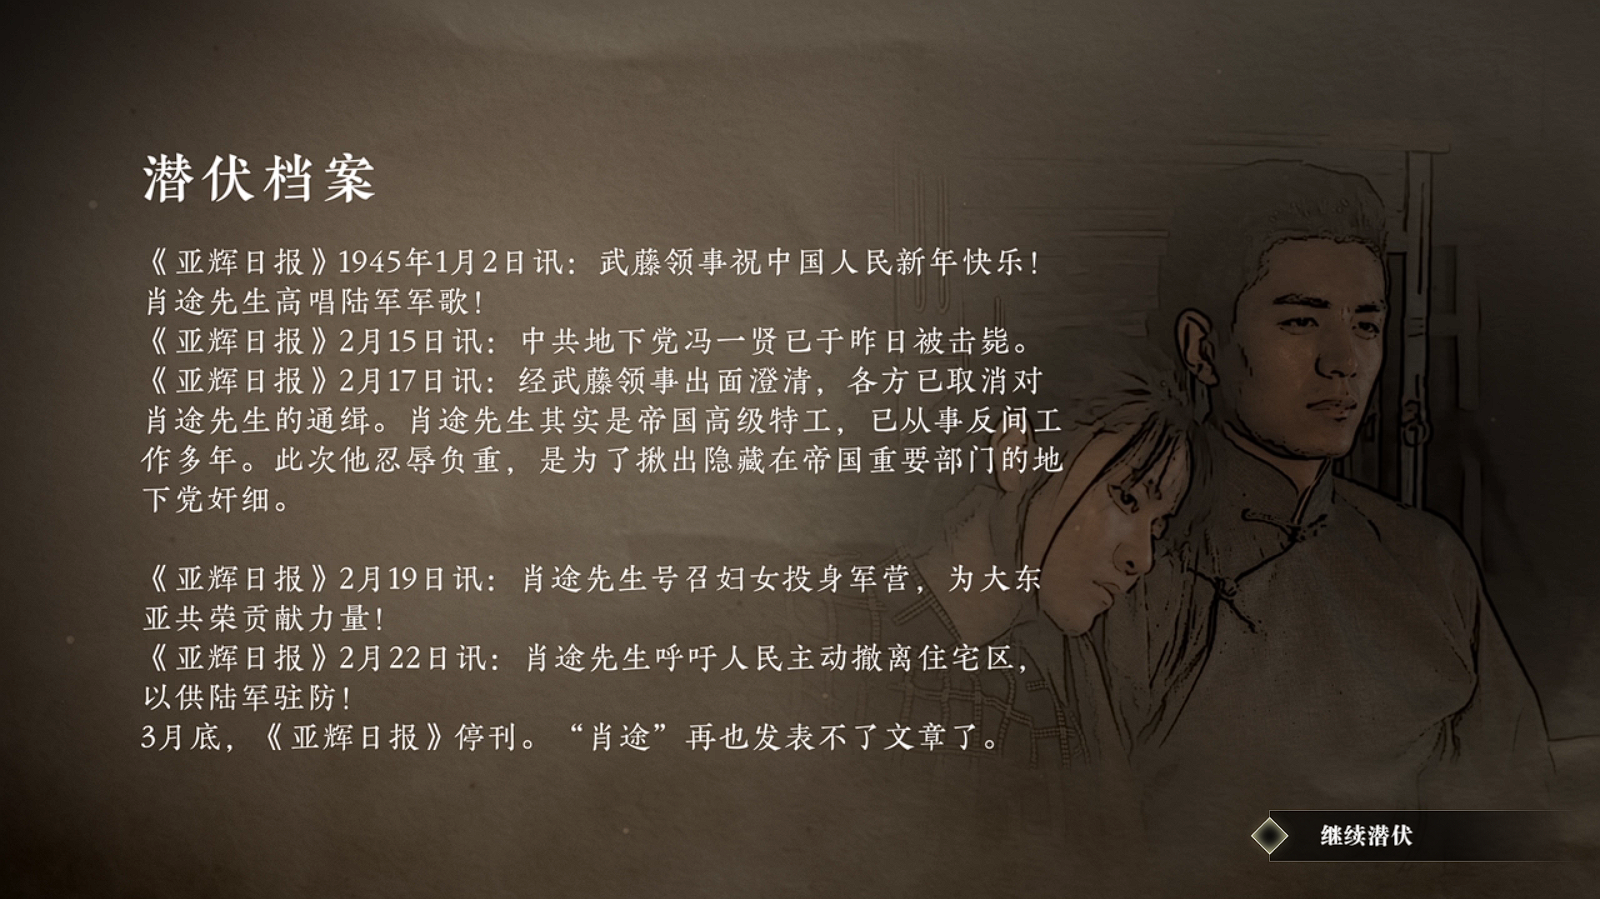 潜伏档案
《亚辉日报》1945年1月2日讯：武藤领事祝中国人民新年快乐！
肖途先生高唱陆军军歌！
《亚辉日报》2月15日讯：中共地下党冯一贤已于昨日被击毙。
《亚辉日报》2月17日讯：经武藤领事出面澄清，各方已取消对
肖途先生的通缉。肖途先生其实是帝国高级特工，已从事反间工
作多年。此次他忍辱负重，是为了揪出隐藏在帝国重要部门的地
下党奸细。
《亚辉日报》2月19日讯：肖途先生号召妇女投身军营，为大东
亚共荣贡献力量！
《亚辉日报》2月22日讯：肖途先生呼吁人民主动撤离住宅区，
以供陆军驻防！
3月底，《亚辉日报》停刊。“肖途”再也发表不了文章了。
继续潜伏